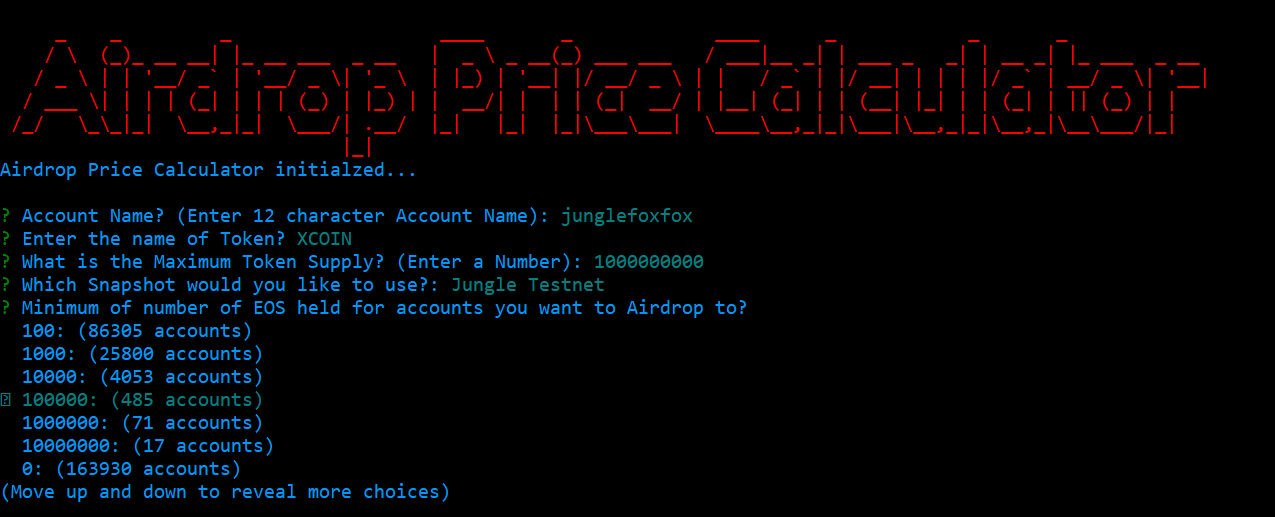 Airdrop Price Calculator
Airdrop Price Calculator initialzed...
? Account Name? (Enter 12 character Account Name): junglefoxfox
? Enter the name of Token? XCOIN
? What is the Maximum Token Supply? (Enter a Number): 1000000000
? Which Snapshot would you like to use?: Jungle Testnet
? Minimum of number of EOS held for accounts you want to Airdrop to?
100: (86305 accounts)
1000: (25800 accounts)
10000: (4053 accounts)
100000: (485 accounts)
1000000: (71 accounts)
10000000: (17 accounts)
0: (163930 accounts)
(Move up and down to reveal more choices)